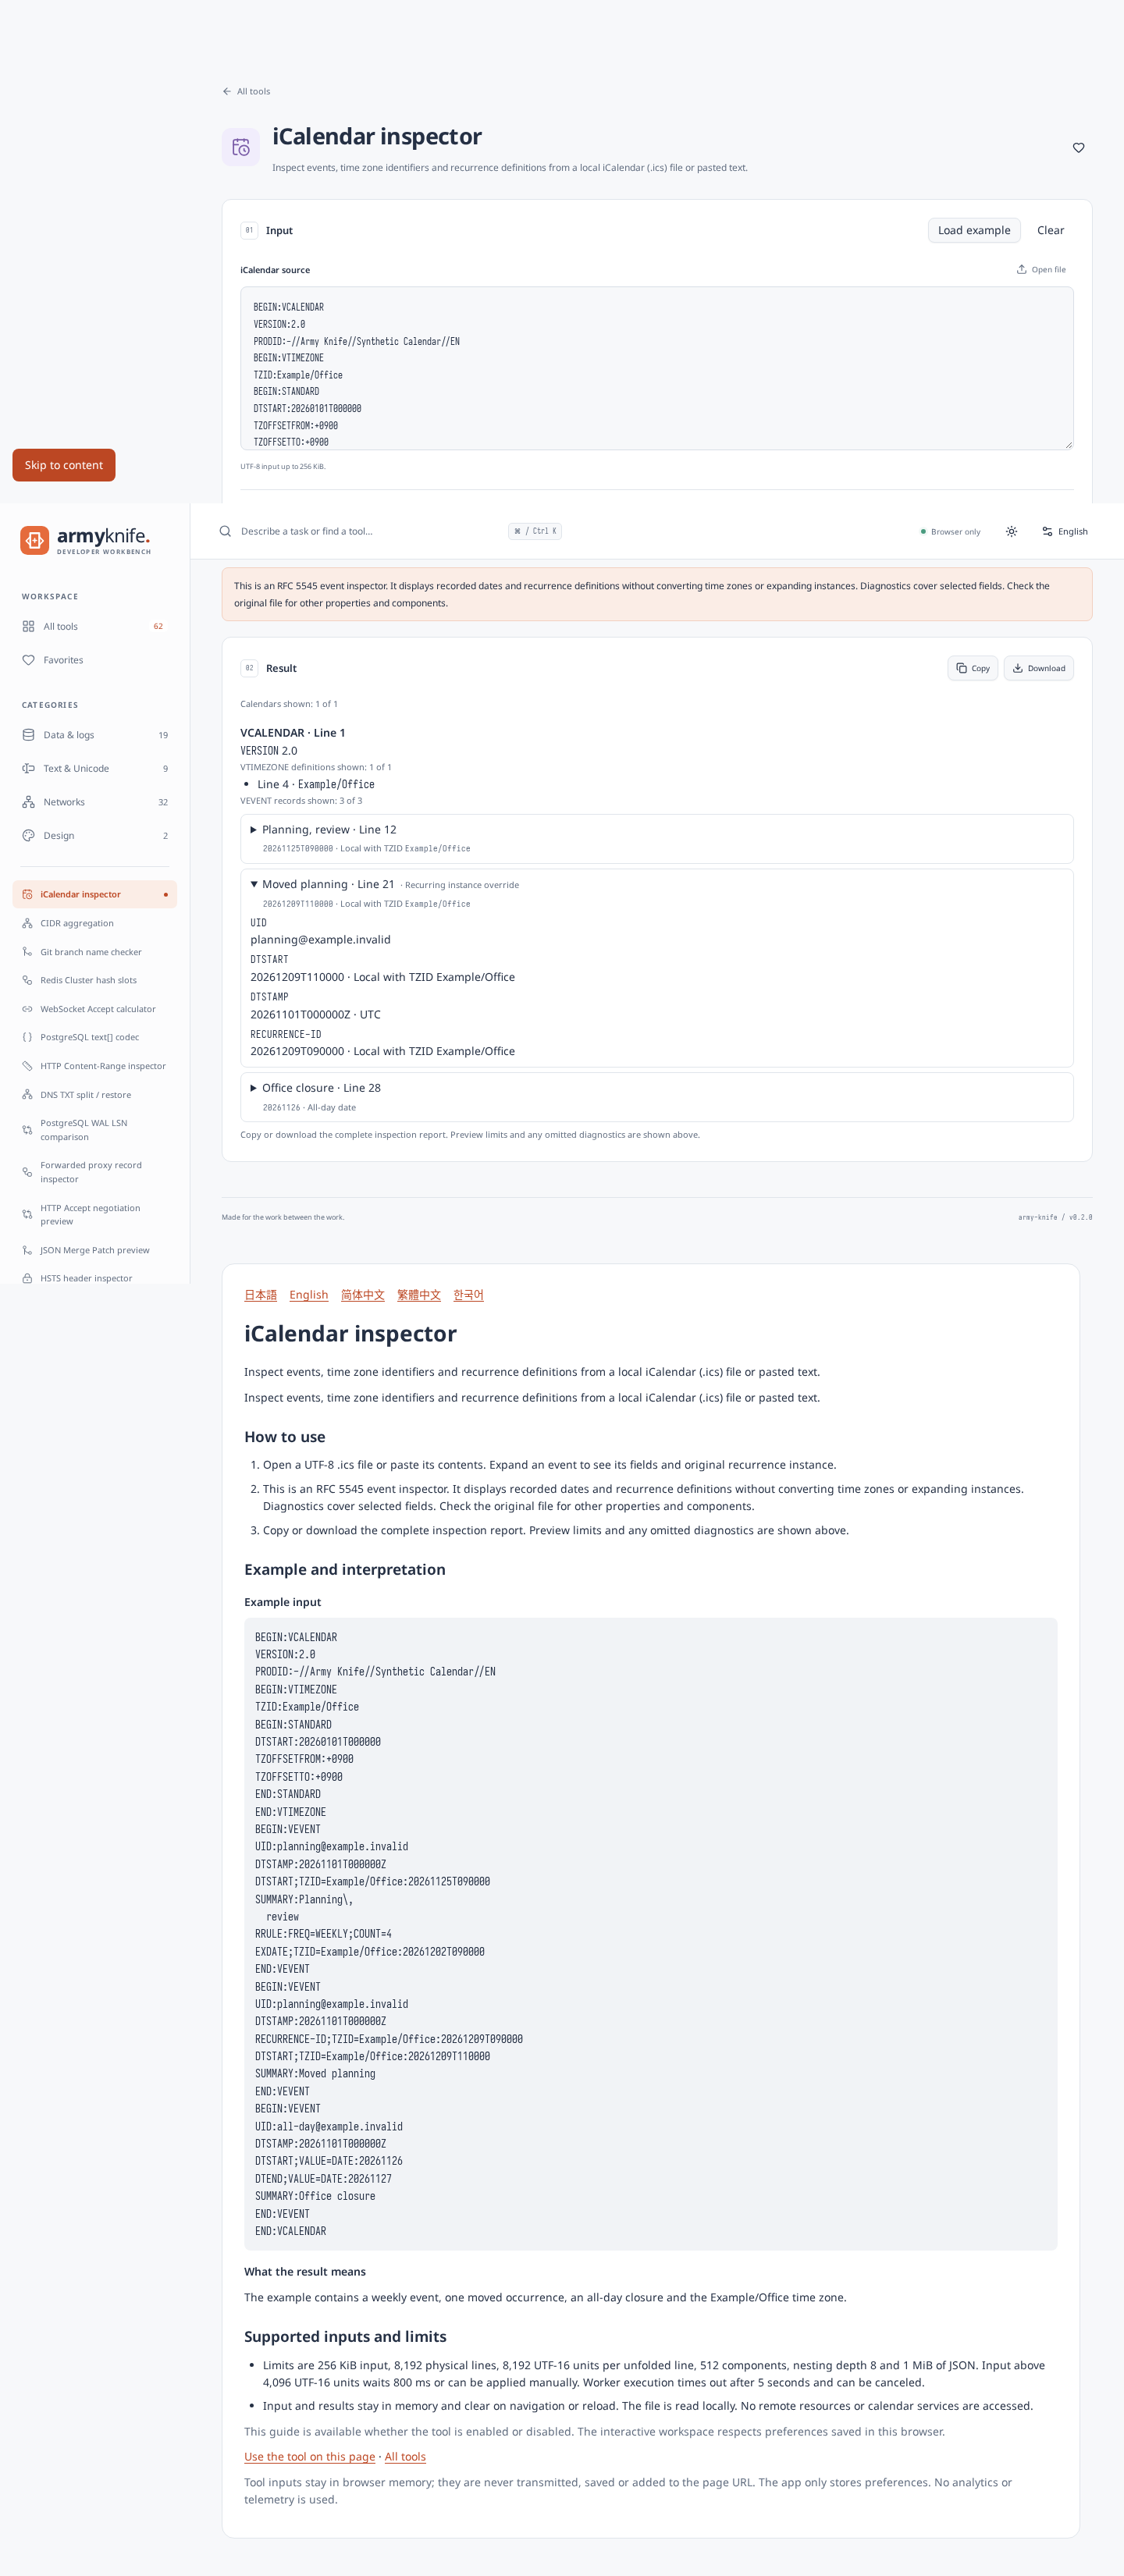 All tools
iCalendar inspector
Inspect events, time zone identifiers and recurrence definitions from a local iCalendar (.ics) file or pasted text.
01 Input
Load example
Clear
iCalendar source
Open file
BEGIN:VCALENDAR
VERSION:2.0
PRODID:-//Army Knife//Synthetic Calendar//EN
BEGIN:VTIMEZONE
TZID:Example/Office
BEGIN:STANDARD
DTSTART:20260101T000000
TZOFFSETFROM:+0900
TZOFFSETTO:+0900
UTF-8 input up to 256 KiB.
Skip to content
armyknife.
DEVELOPER WORKBENCH
WORKSPACE
All tools 62
Favorites
CATEGORIES
Data & logs 19
Text & Unicode 9
Networks 32
Design 2
iCalendar inspector
CIDR aggregation
Git branch name checker
Redis Cluster hash slots
WebSocket Accept calculator
PostgreSQL text[] codec
HTTP Content-Range inspector
DNS TXT split / restore
PostgreSQL WAL LSN
comparison
Forwarded proxy record
inspector
HTTP Accept negotiation
preview
JSON Merge Patch preview
HSTS header inspector
Describe a task or find a tool...
⌘ / Ctrl K
Browser only
English
This is an RFC 5545 event inspector. It displays recorded dates and recurrence definitions without converting time zones or expanding instances. Diagnostics cover selected fields. Check the
original file for other properties and components.
02 Result
Copy
Download
Calendars shown: 1 of 1
VCALENDAR · Line 1
VERSION 2.0
VTIMEZONE definitions shown: 1 of 1
• Line 4 · Example/Office
VEVENT records shown: 3 of 3
Planning, review · Line 12
20261125T090000 · Local with TZID Example/Office
Moved planning · Line 21 · Recurring instance override
20261209T110000 · Local with TZID Example/Office
UID
planning@example.invalid
DTSTART
20261209T110000 · Local with TZID Example/Office
DTSTAMP
20261101T000000Z · UTC
RECURRENCE-ID
20261209T090000 · Local with TZID Example/Office
Office closure · Line 28
20261126 · All-day date
Copy or download the complete inspection report. Preview limits and any omitted diagnostics are shown above.
Made for the work between the work.
army-knife / v0.2.0
日本語 English 简体中文 繁體中文 한국어
iCalendar inspector
Inspect events, time zone identifiers and recurrence definitions from a local iCalendar (.ics) file or pasted text.
Inspect events, time zone identifiers and recurrence definitions from a local iCalendar (.ics) file or pasted text.
How to use
1. Open a UTF-8 .ics file or paste its contents. Expand an event to see its fields and original recurrence instance.
2. This is an RFC 5545 event inspector. It displays recorded dates and recurrence definitions without converting time zones or expanding instances.
Diagnostics cover selected fields. Check the original file for other properties and components.
3. Copy or download the complete inspection report. Preview limits and any omitted diagnostics are shown above.
Example and interpretation
Example input
BEGIN:VCALENDAR
VERSION:2.0
PRODID:-//Army Knife//Synthetic Calendar//EN
BEGIN:VTIMEZONE
TZID:Example/Office
BEGIN:STANDARD
DTSTART:20260101T000000
TZOFFSETFROM:+0900
TZOFFSETTO:+0900
END:STANDARD
END:VTIMEZONE
BEGIN:VEVENT
UID:planning@example.invalid
DTSTAMP:20261101T000000Z
DTSTART;TZID=Example/Office:20261125T090000
SUMMARY:Planning\,
review
RRULE:FREQ=WEEKLY;COUNT=4
EXDATE;TZID=Example/Office:20261202T090000
END:VEVENT
BEGIN:VEVENT
UID:planning@example.invalid
DTSTAMP:20261101T000000Z
RECURRENCE-ID;TZID=Example/Office:20261209T090000
DTSTART;TZID=Example/Office:20261209T110000
SUMMARY:Moved planning
END:VEVENT
BEGIN:VEVENT
UID:all-day@example.invalid
DTSTAMP:20261101T000000Z
DTSTART;VALUE=DATE:20261126
DTEND;VALUE=DATE:20261127
SUMMARY:Office closure
END:VEVENT
END:VCALENDAR
What the result means
The example contains a weekly event, one moved occurrence, an all-day closure and the Example/Office time zone.
Supported inputs and limits
• Limits are 256 KiB input, 8,192 physical lines, 8,192 UTF-16 units per unfolded line, 512 components, nesting depth 8 and 1 MiB of JSON. Input above
4,096 UTF-16 units waits 800 ms or can be applied manually. Worker execution times out after 5 seconds and can be canceled.
• Input and results stay in memory and clear on navigation or reload. The file is read locally. No remote resources or calendar services are accessed.
This guide is available whether the tool is enabled or disabled. The interactive workspace respects preferences saved in this browser.
Use the tool on this page · All tools
Tool inputs stay in browser memory; they are never transmitted, saved or added to the page URL. The app only stores preferences. No analytics or
telemetry is used.